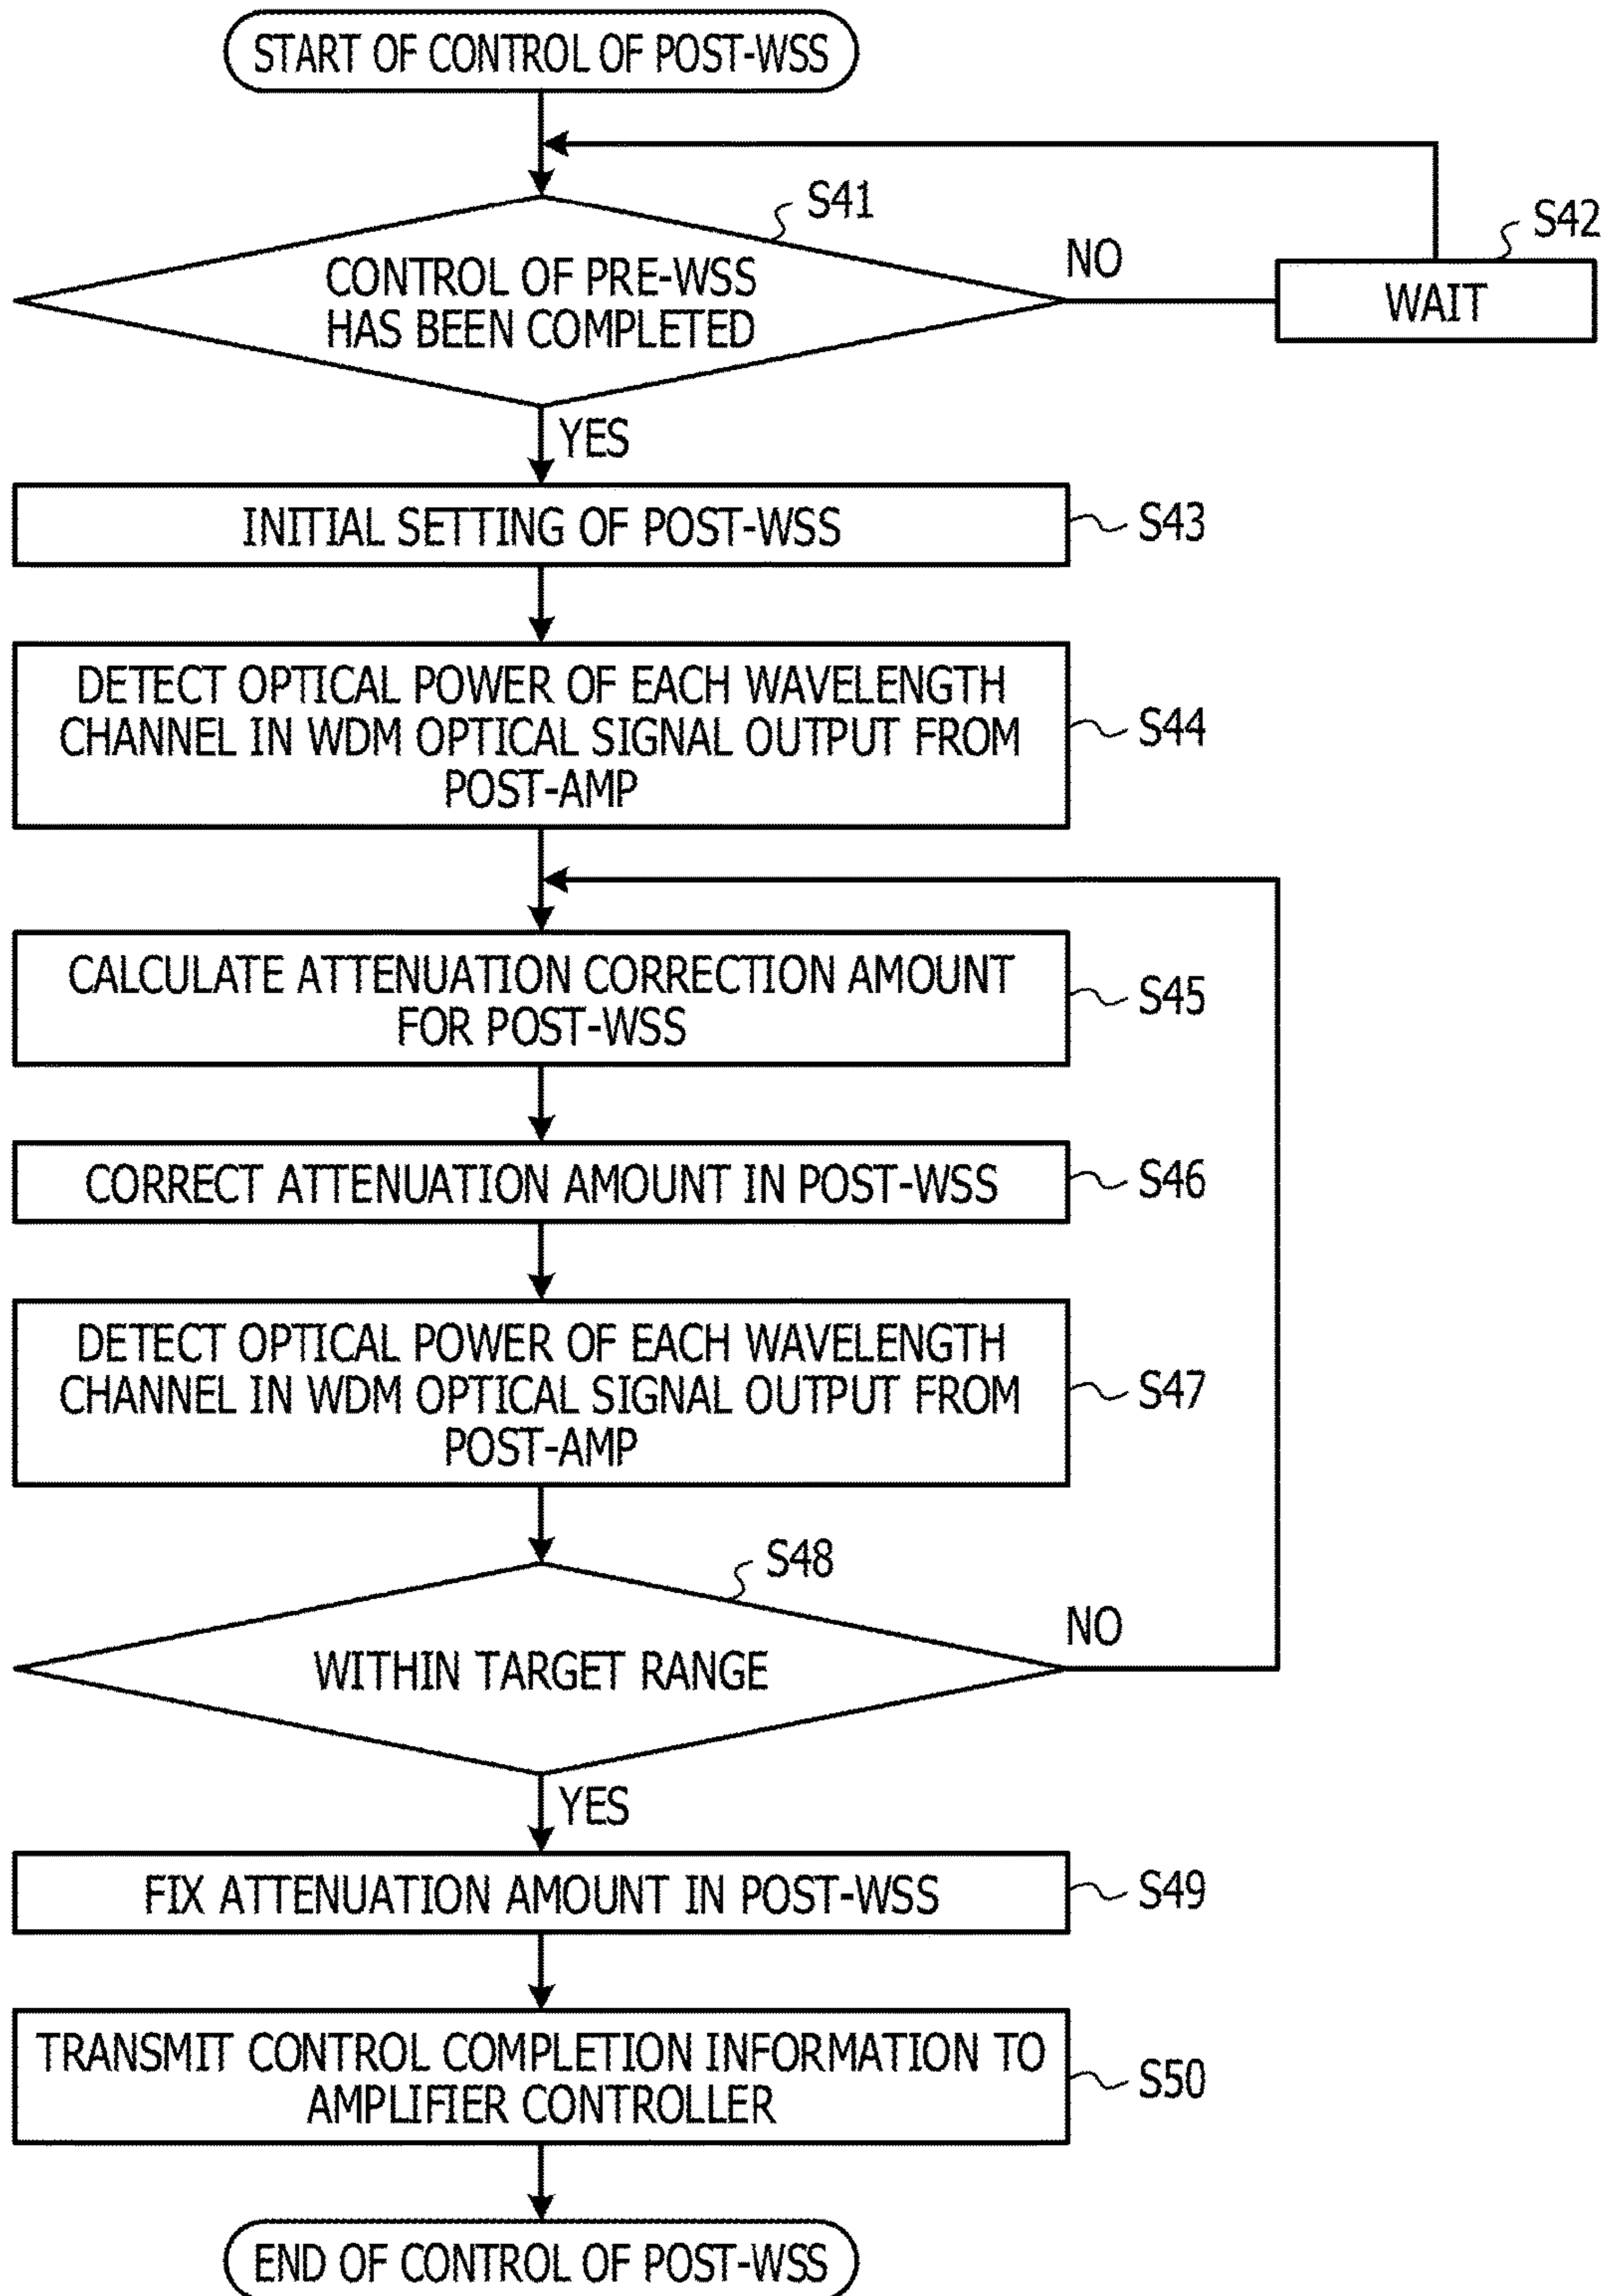 START OF CONTROL OF POST-WSS
S41
S42
NO
CONTROL OF PRE-WSS
HAS BEEN COMPLETED
WAIT
YES
INITIAL SETTING OF POST-WSS
S43
DETECT OPTICAL POWER OF EACH WAVELENGTH
CHANNEL IN WDM OPTICAL SIGNAL OUTPUT FROM
POST-AMP
S44
CALCULATE ATTENUATION CORRECTION AMOUNT
FOR POST-WSS
S45
CORRECT ATTENUATION AMOUNT IN POST-WSS
S46
DETECT OPTICAL POWER OF EACH WAVELENGTH
CHANNEL IN WDM OPTICAL SIGNAL OUTPUT FROM
POST-AMP
S47
S48
NO
WITHIN TARGET RANGE
YES
FIX ATTENUATION AMOUNT IN POST-WSS
S49
TRANSMIT CONTROL COMPLETION INFORMATION TO
AMPLIFIER CONTROLLER
S50
END OF CONTROL OF POST-WSS